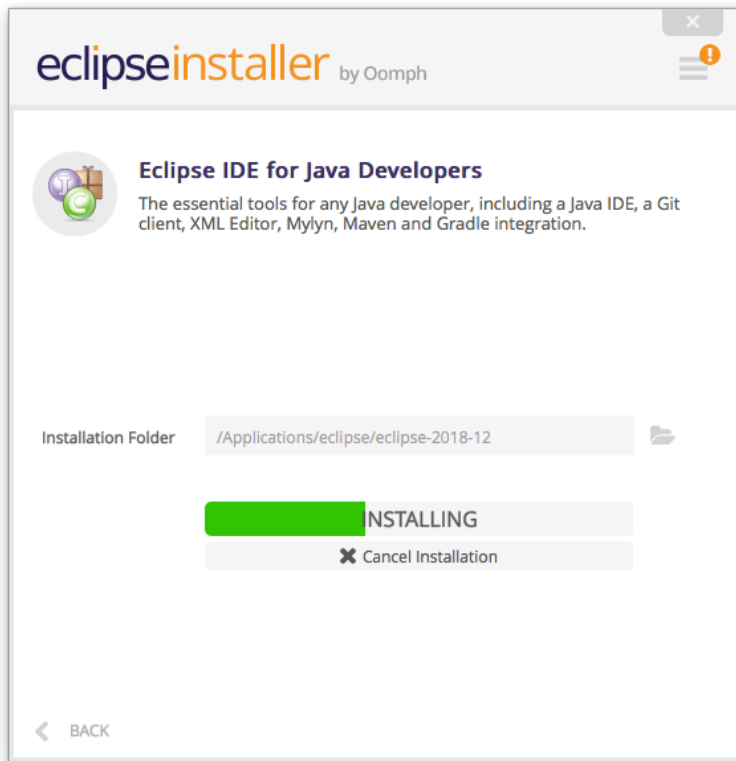 eclipseinstaller by Oomph
Eclipse IDE for Java Developers
The essential tools for any Java developer, including a Java IDE, a Git
client, XML Editor, Mylyn, Maven and Gradle integration.
Installation Folder /Applications/eclipse/eclipse-2018-12
INSTALLING
Cancel Installation
BACK